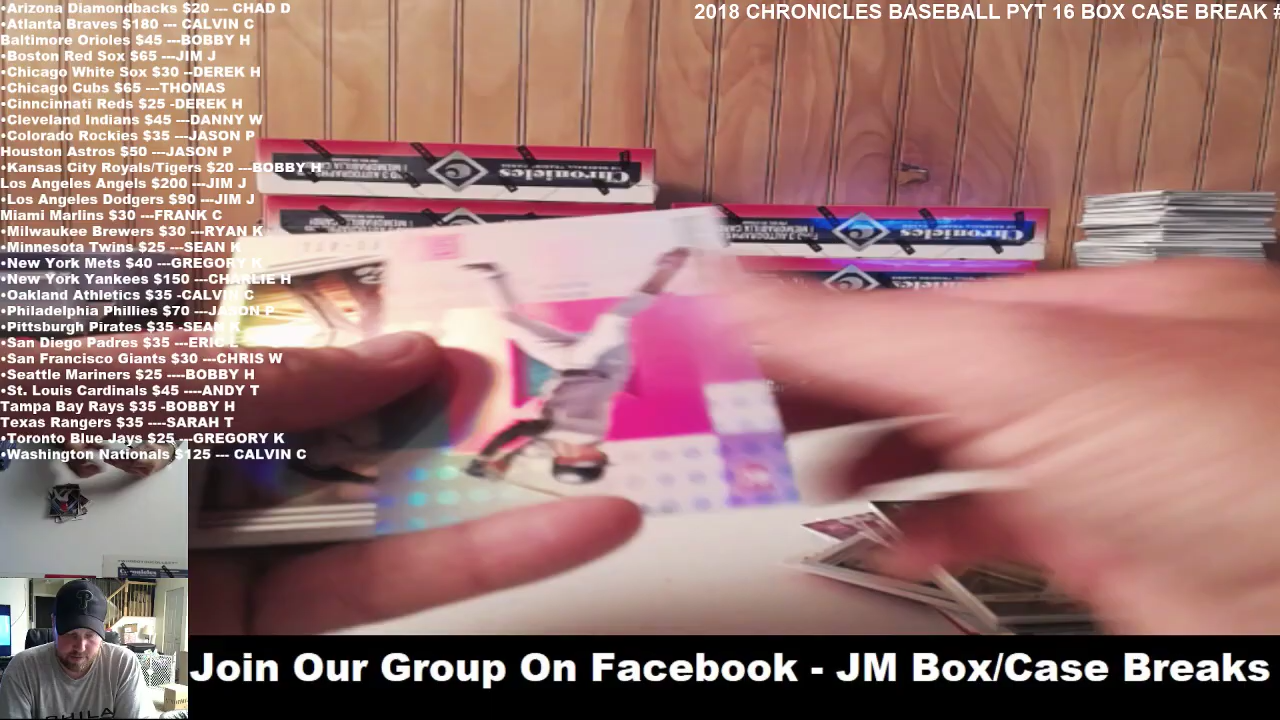 •Arizona Diamondbacks $20 --- CHAD D
•Atlanta Braves $180 --- CALVIN C
Baltimore Orioles $45 ---BOBBY H
•Boston Red Sox $65 ---JIM J
•Chicago White Sox $30 --DEREK H
•Chicago Cubs $65 ---THOMAS
•Cinncinnati Reds $25 -DEREK H
•Cleveland Indians $45 ---DANNY W
•Colorado Rockies $35 ---JASON P
Houston Astros $50 ---JASON P
•Kansas City Royals/Tigers $20 ---BOBBY H
Los Angeles Angels $200 ---JIM J
•Los Angeles Dodgers $90 ---JIM J
Miami Marlins $30 ---FRANK C
•Milwaukee Brewers $30 ---RYAN K
•Minnesota Twins $25 ---SEAN K
•New York Mets $40 ---GREGORY K
•New York Yankees $150 ---CHARLIE H
•Oakland Athletics $35 -CALVIN C
•Philadelphia Phillies $70 ---JASON P
•Pittsburgh Pirates $35 -SEAN K
•San Diego Padres $35 ---ERIC L
•San Francisco Giants $30 ---CHRIS W
•Seattle Mariners $25 ----BOBBY H
•St. Louis Cardinals $45 ----ANDY T
Tampa Bay Rays $35 -BOBBY H
Texas Rangers $35 ----SARAH T
•Toronto Blue Jays $25 ---GREGORY K
•Washington Nationals $125 --- CALVIN C
2018 CHRONICLES BASEBALL PYT 16 BOX CASE BREAK #
Chronicles
Chronicles
Join Our Group On Facebook - JM Box/Case Breaks